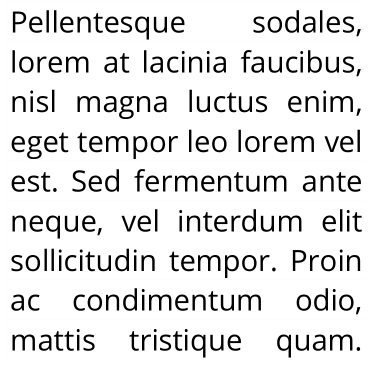 Pellentesque sodales,
lorem at lacinia faucibus,
nisl magna luctus enim,
eget tempor leo lorem vel
est. Sed fermentum ante
neque, vel interdum elit
sollicitudin tempor. Proin
ac condimentum odio,
mattis tristique quam.